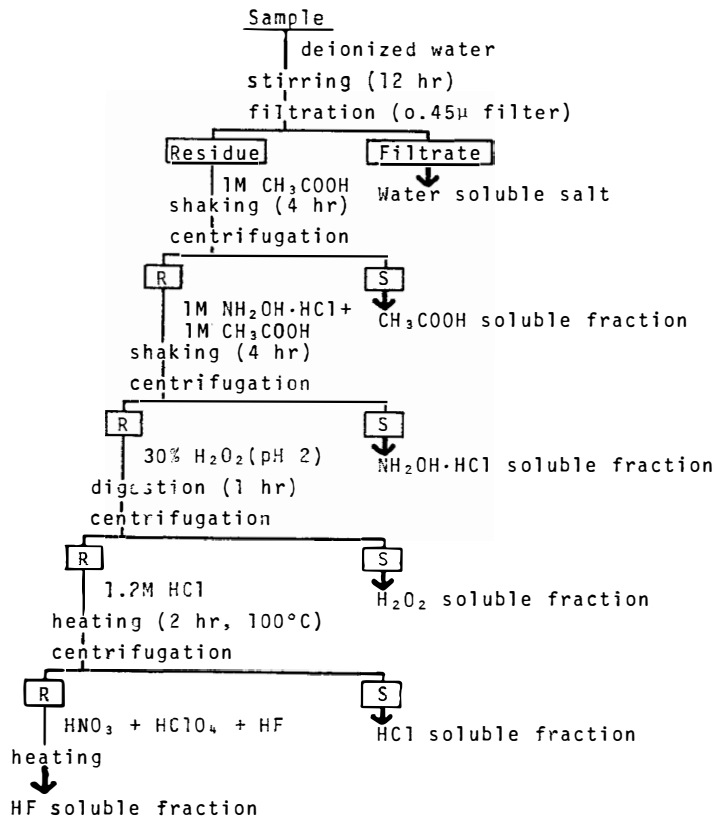 Sample
deionized water
stirring (12 hr)
filtration (o.45μ filter)
Residue
Filtrate
1M CH₃COOH
Water soluble salt
shaking (4 hr)
centrifugation
R
S
1M NH₂OH·HCl+
1M CH₃COOH
CH₃COOH soluble fraction
shaking (4 hr)
centrifugation
R
S
30% H₂O₂(pH 2)
NH₂OH·HCl soluble fraction
digestion (1 hr)
centrifugation
R
S
1.2M HCl
H₂O₂ soluble fraction
heating (2 hr, 100°C)
centrifugation
R
S
HNO₃ + HClO₄ + HF
HCl soluble fraction
heating
HF soluble fraction